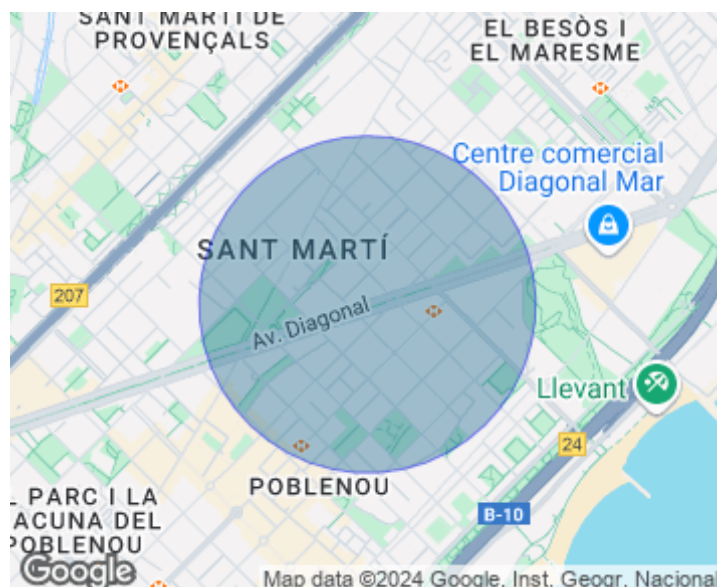 SANT MARTÍ DE
PROVENÇALS
EL BESÒS I
EL MARESME
Centre comercial
Diagonal Mar
SANT MARTÍ
207
Av. Diagonal
Llevant
24
POBLENOU
B-10
L PARC I LA
ACUNA DEL
POBLENOU
Google
Map data ©2024 Google, Inst. Geogr. Nacional